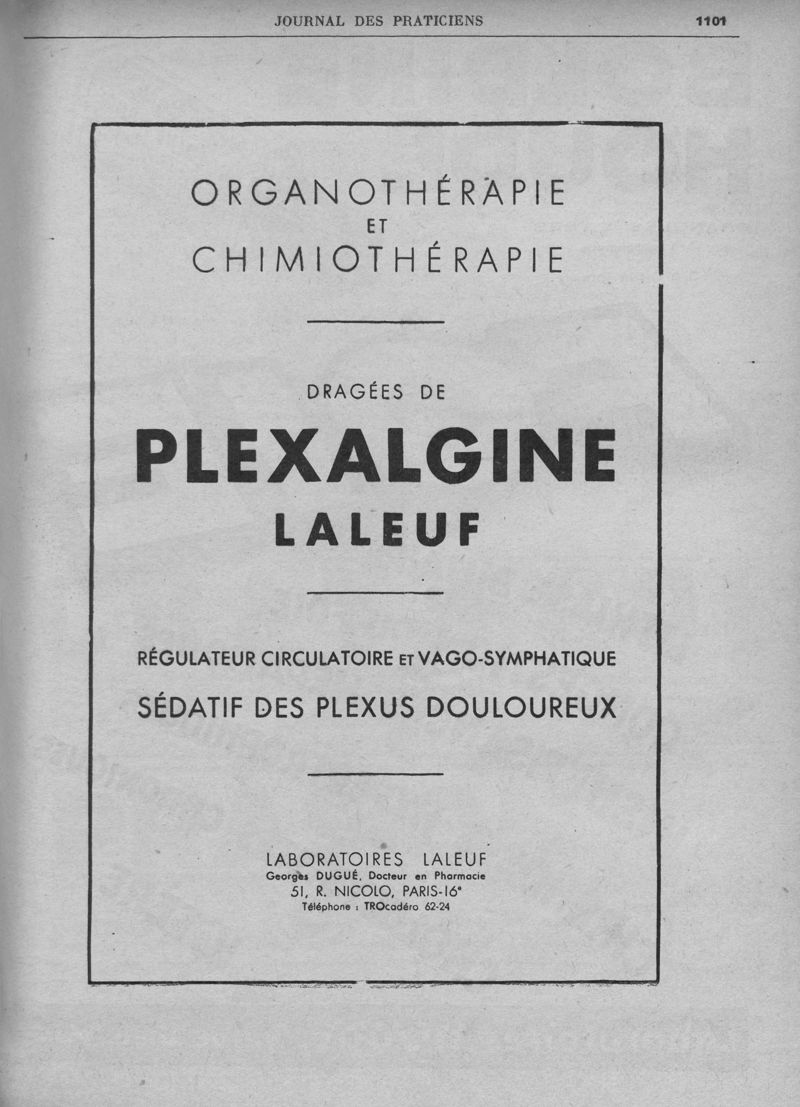 JOURNAL DES PRATICIENS 1101
ORGANOTHÉRAPIE
ET
CHIMIOTHÉRAPIE
DRAGÉES DE
PLEXALGINE
LALEUF
RÉGULATEUR CIRCULATOIRE ET VAGO-SYMPHATIQUE
SÉDATIF DES PLEXUS DOULOUREUX
LABORATOIRES LALEUF
Georges DUGUÉ, Docteur en Pharmacie
51, R. NICOLO, PARIS-16e
Téléphone : TROcadéro 62-24